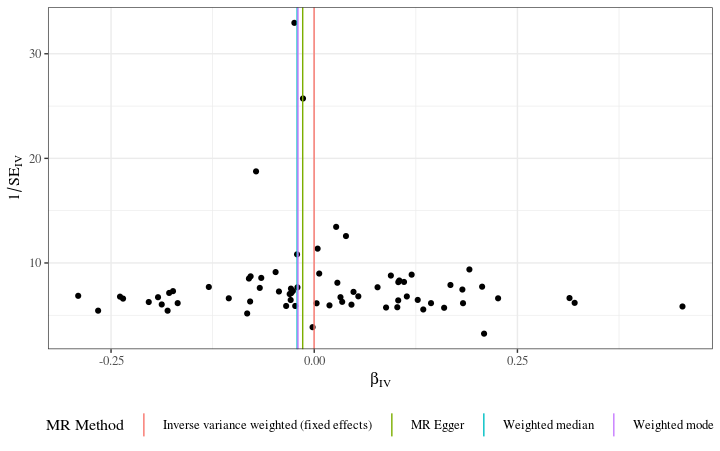 1/SE_IV
30
20
10
-0.25
0.00
0.25
β_IV
MR Method
Inverse variance weighted (fixed effects)
MR Egger
Weighted median
Weighted mode